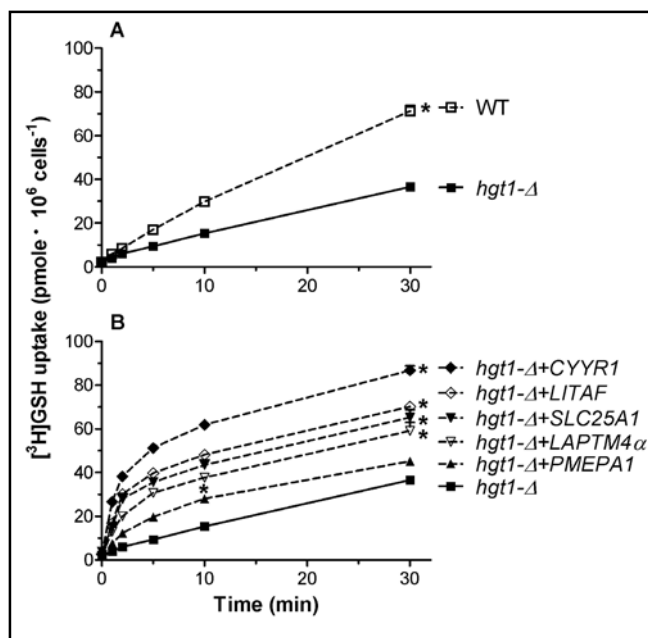 A
100
80
60
40
20
0
0 10 20 30
* WT
hgt1-Δ
[³H]GSH uptake (pmole · 10⁶ cells⁻¹)
B
100
80
60
40
20
0
* hgt1-Δ+CYYR1
* hgt1-Δ+LITAF
* hgt1-Δ+SLC25A1
* hgt1-Δ+LAPTM4α
* hgt1-Δ+PMEPA1
hgt1-Δ
0 10 20 30
Time (min)